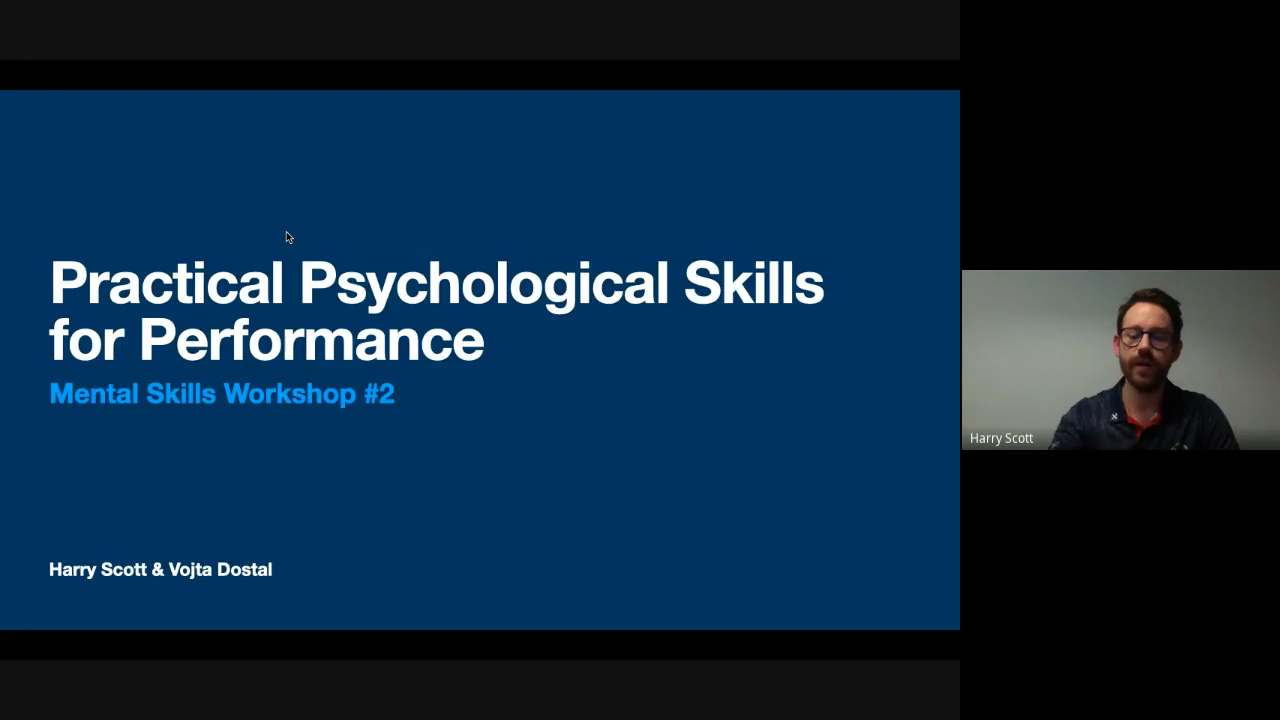 Practical Psychological Skills
for Performance
Mental Skills Workshop #2
Harry Scott & Vojta Dostal
Harry Scott